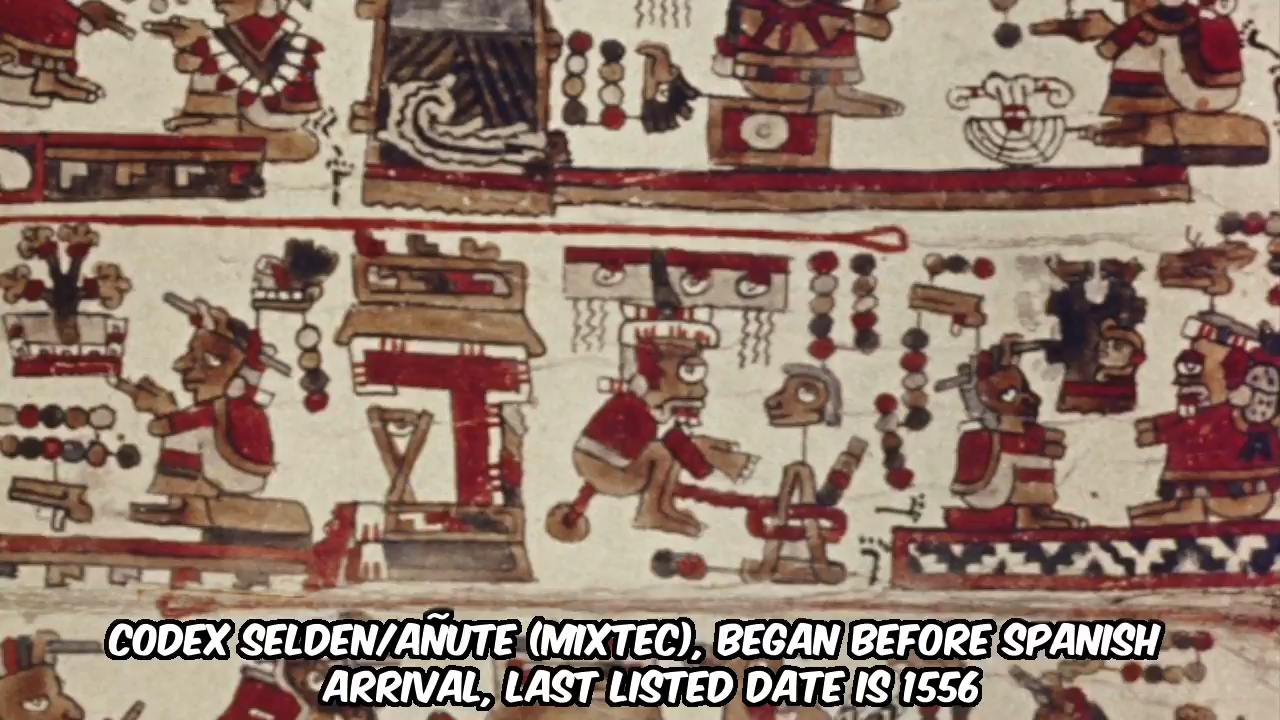 CODEX SELDEN/AÑUTE (MIXTEC), BEGAN BEFORE SPANISH
ARRIVAL, LAST LISTED DATE IS 1556